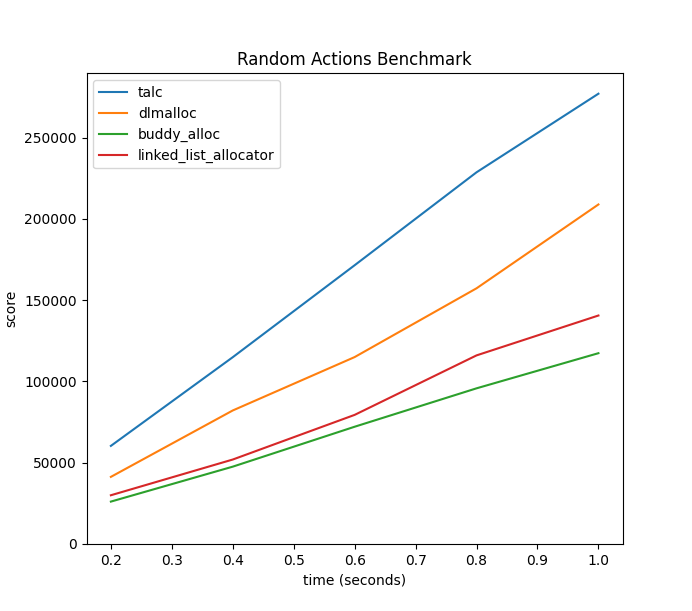 Random Actions Benchmark
talc
dlmalloc
buddy_alloc
linked_list_allocator
250000
200000
150000
100000
50000
0
score
0.2 0.3 0.4 0.5 0.6 0.7 0.8 0.9 1.0
time (seconds)